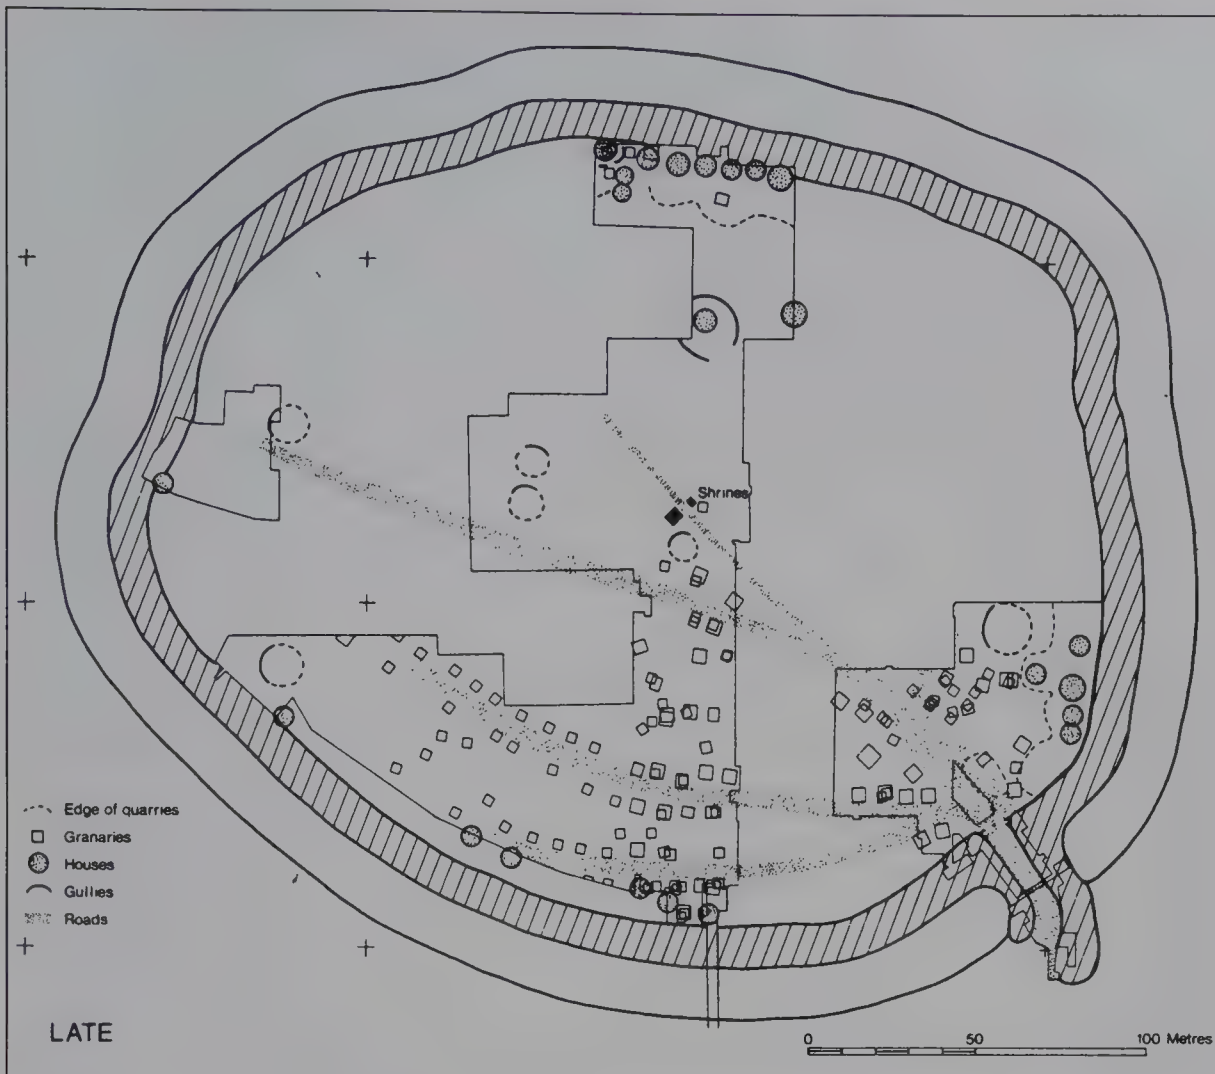 Shrines
Edge of quarries
Granaries
Houses
Gullies
Roads
LATE
0 50 100 Metres